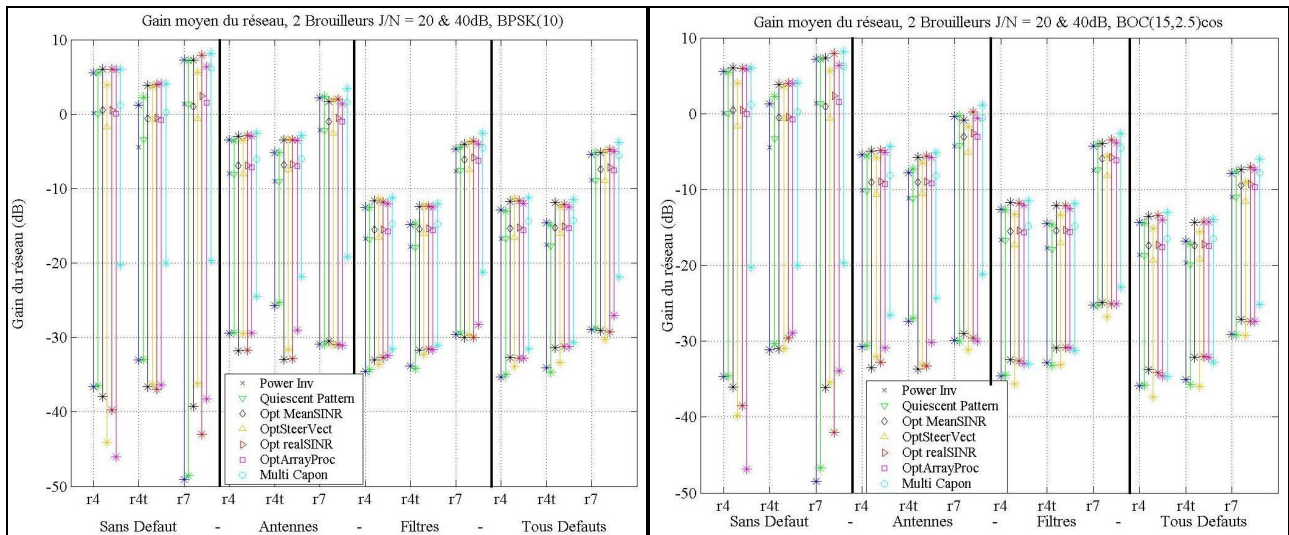 Gain moyen du réseau, 2 Brouilleurs J/N = 20 & 40dB, BPSK(10)
Gain du réseau (dB)
10
0
-10
-20
-30
-40
-50
Power Inv
Quiescent Pattern
Opt MeanSINR
OptSteerVect
Opt realSINR
OptArrayProc
Multi Capon
r4 r4t r7 r4 r4t r7 r4 r4t r7 r4 r4t r7
Sans Defaut - Antennes - Filtres - Tous Defauts
Gain moyen du réseau, 2 Brouilleurs J/N = 20 & 40dB, BOC(15,2.5)cos
Gain du réseau (dB)
10
0
-10
-20
-30
-40
-50
Power Inv
Quiescent Pattern
Opt MeanSINR
OptSteerVect
Opt realSINR
OptArrayProc
Multi Capon
r4 r4t r7 r4 r4t r7 r4 r4t r7 r4 r4t r7
Sans Defaut - Antennes - Filtres - Tous Defauts